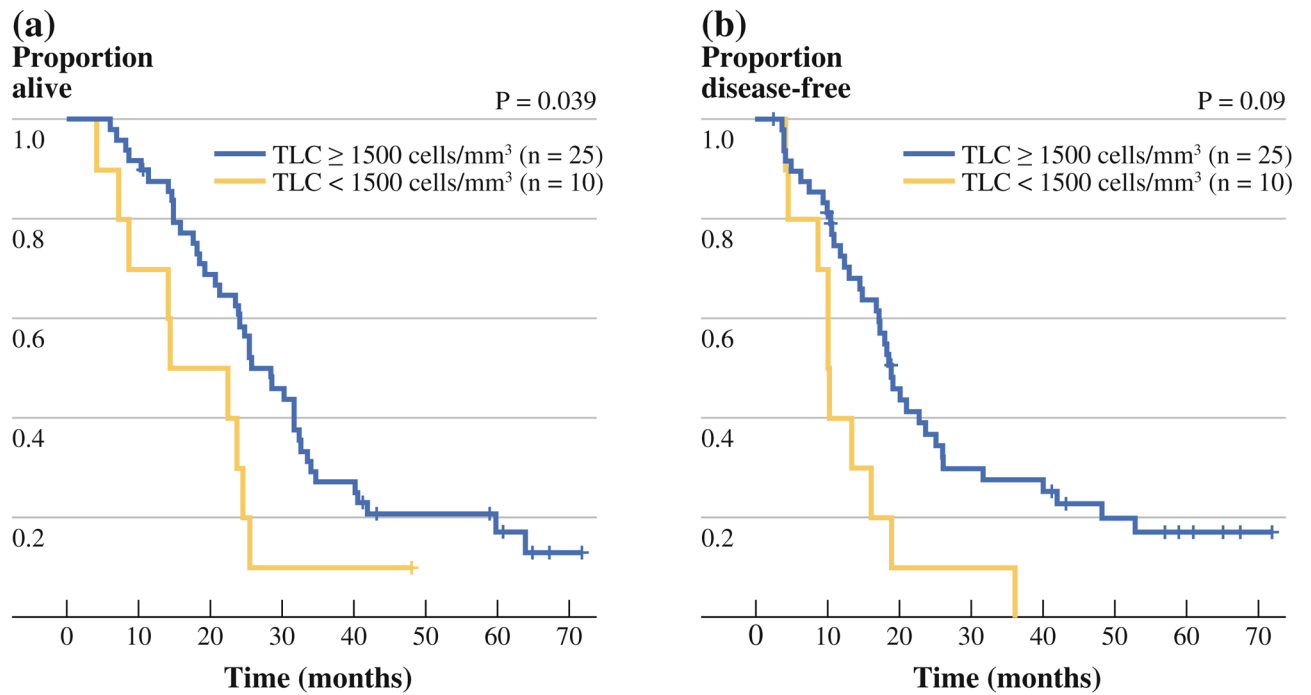 (a)
Proportion
alive
P = 0.039
1.0
TLC ≥ 1500 cells/mm³ (n = 25)
TLC < 1500 cells/mm³ (n = 10)
0.8
0.6
0.4
0.2
0 10 20 30 40 50 60 70
Time (months)
(b)
Proportion
disease-free
P = 0.09
1.0
TLC ≥ 1500 cells/mm³ (n = 25)
TLC < 1500 cells/mm³ (n = 10)
0.8
0.6
0.4
0.2
0 10 20 30 40 50 60 70
Time (months)